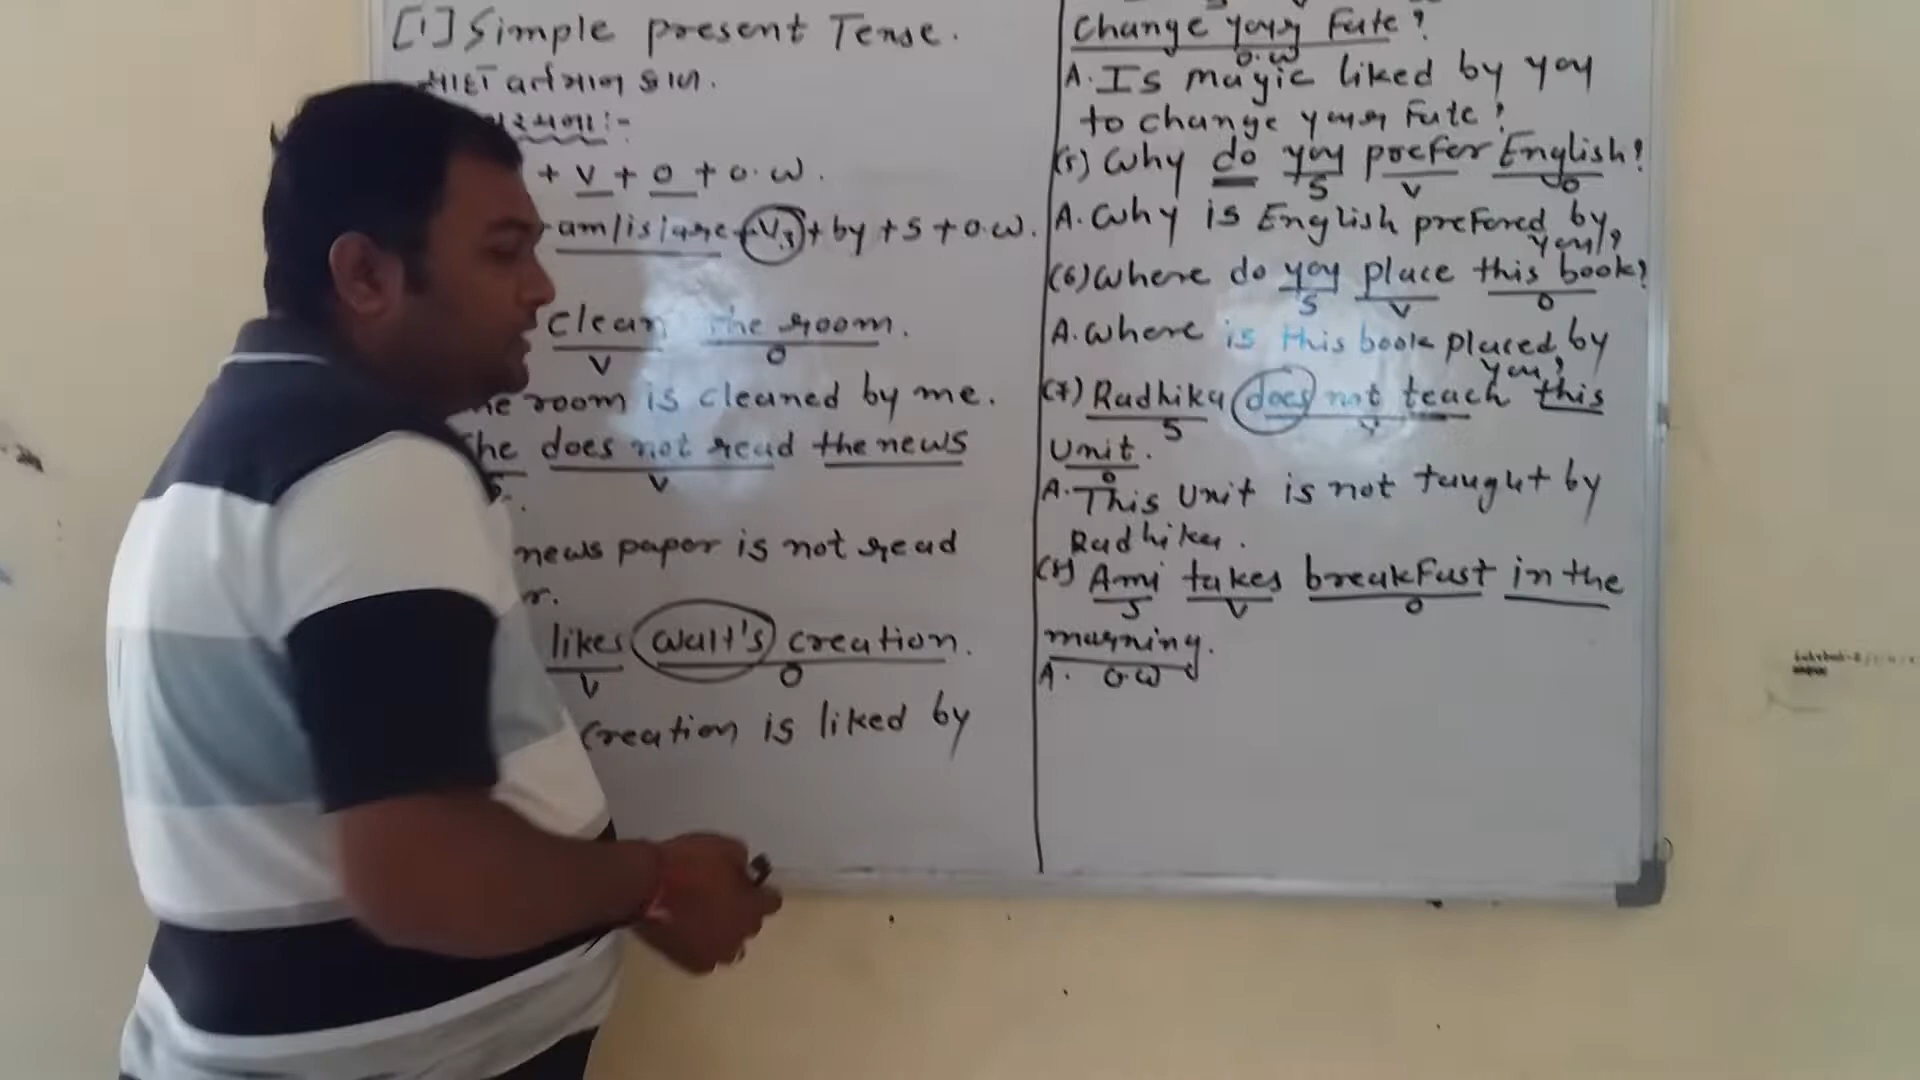 [1] Simple present Tense.
સાદો વર્તમાન કાળ.
+ V + O + O.W.
am/is/are + V3 + by + S + O.W.
clean the room.
V O
room is cleaned by me.
she does not read the news
S V
news paper is not read
likes Walt's creation.
V O
creation is liked by
Change your Fate?
O.W
A. Is magic liked by you
to change your Fate?
(5) Why do you prefer English?
S V O
A. Why is English prefered by
you?
(6) Where do you place this book?
S V O
A. Where is this book placed by
you?
(7) Radhika does not teach this
S V
Unit.
O
A. This Unit is not taught by
Radhika.
(8) Ami takes breakfast in the
S V O
morning.
A. O.W